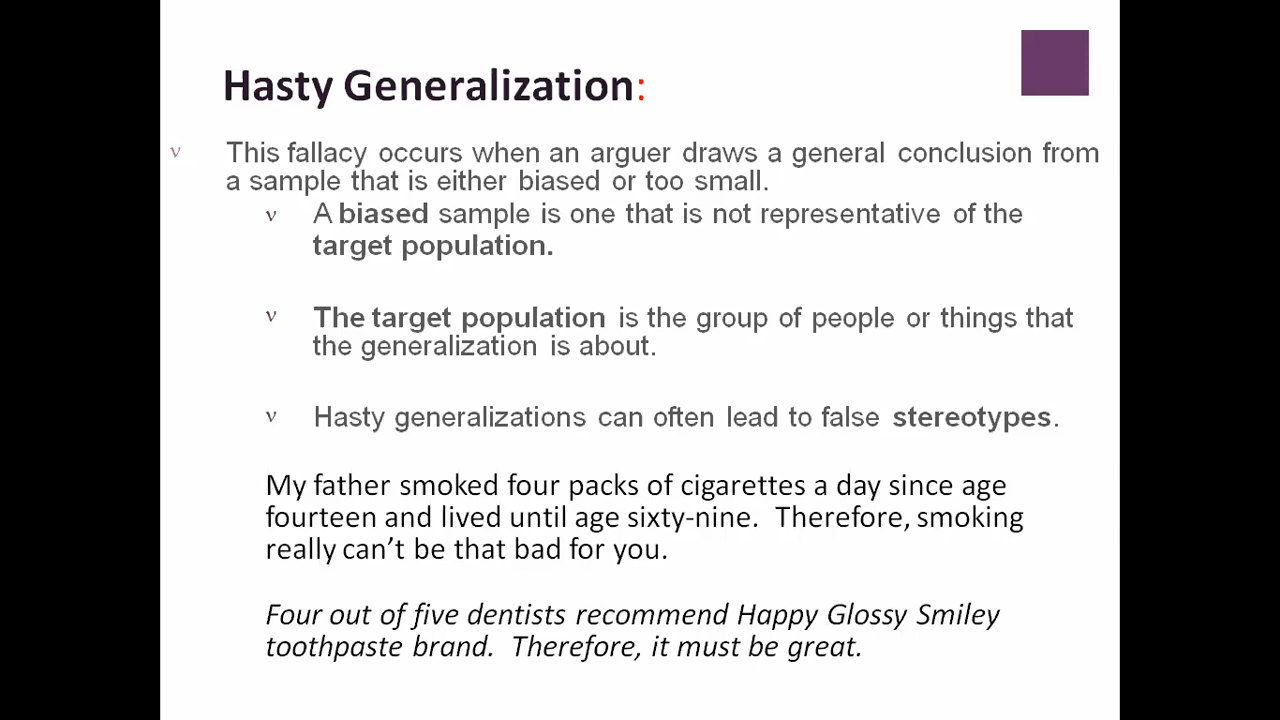 Hasty Generalization:
v This fallacy occurs when an arguer draws a general conclusion from
a sample that is either biased or too small.
v A biased sample is one that is not representative of the
target population.
v The target population is the group of people or things that
the generalization is about.
v Hasty generalizations can often lead to false stereotypes.
My father smoked four packs of cigarettes a day since age
fourteen and lived until age sixty-nine. Therefore, smoking
really can't be that bad for you.
Four out of five dentists recommend Happy Glossy Smiley
toothpaste brand. Therefore, it must be great.